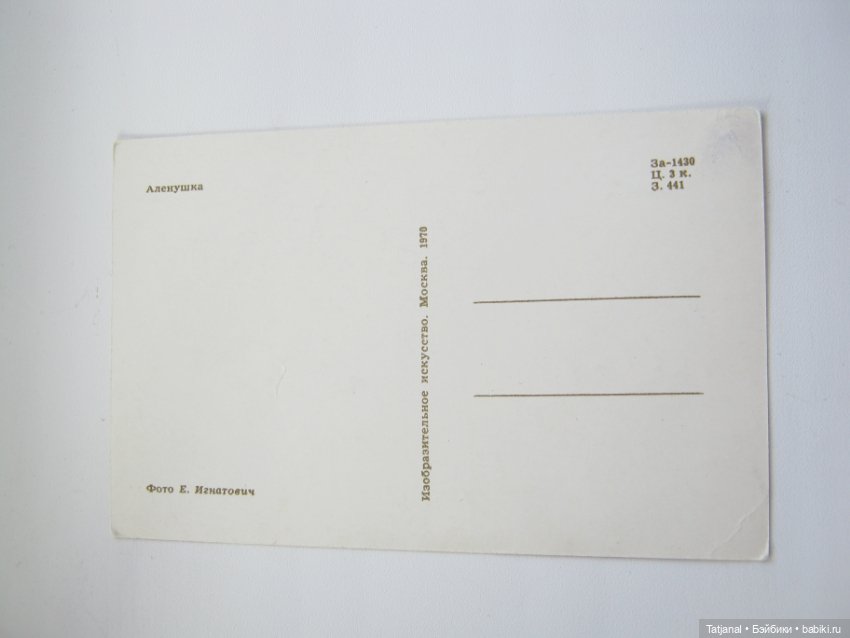 Аленушка
За-1430
Ц. 3 к.
З. 441
Изобразительное искусство. Москва. 1970
Фото Е. Игнатович
Tatjanal • Бэйбики • babiki.ru